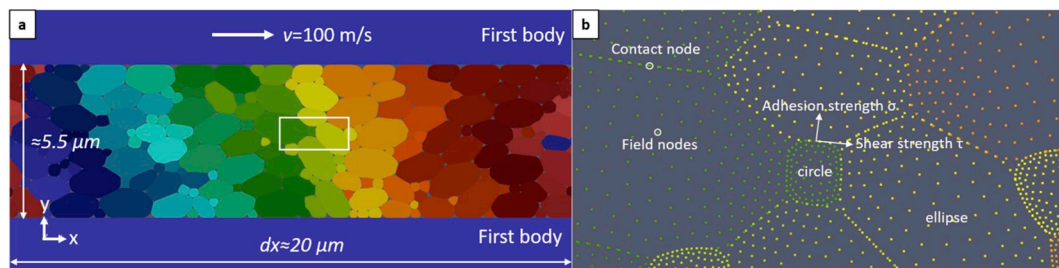 a
v=100 m/s
First body
≈5.5 μm
y
x
First body
dx≈20 μm
b
Contact node
Adhesion strength σ
Field nodes
Shear strength τ
circle
ellipse